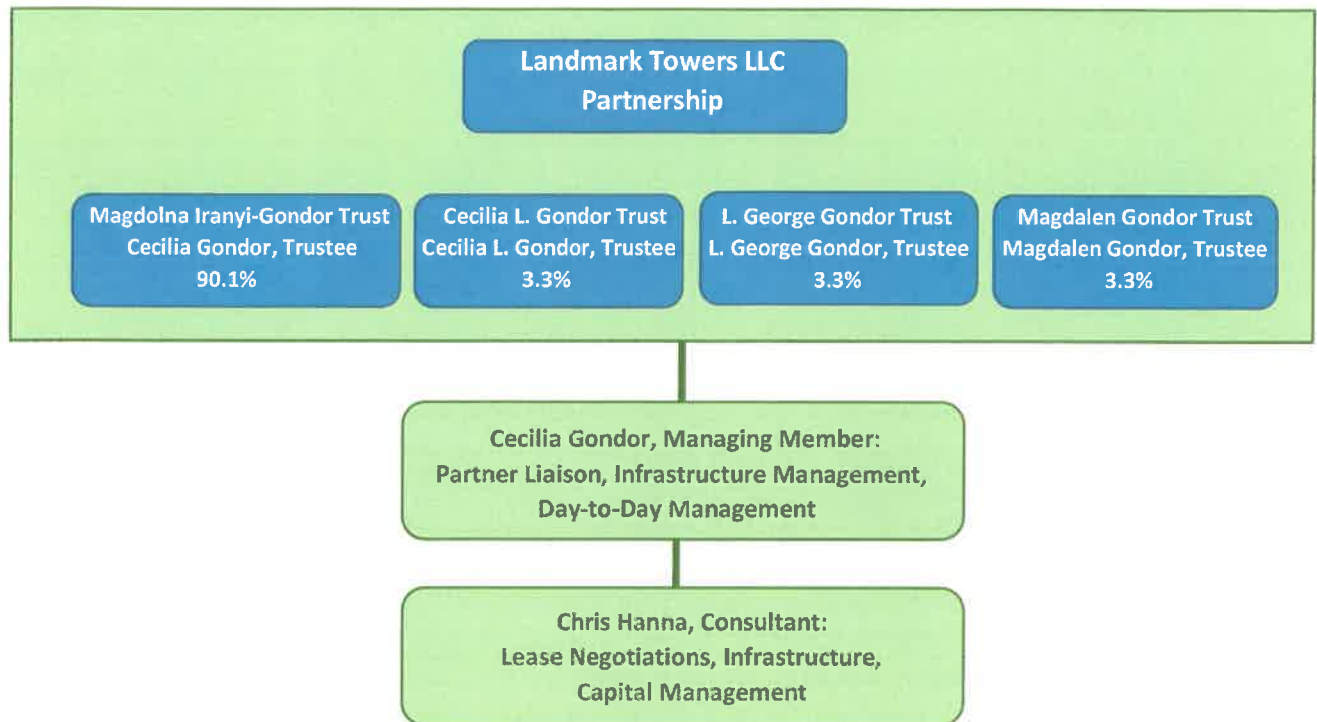 Landmark Towers LLC
Partnership
Magdolna Iranyi-Gondor Trust
Cecilia Gondor, Trustee
90.1%
Cecilia L. Gondor Trust
Cecilia L. Gondor, Trustee
3.3%
L. George Gondor Trust
L. George Gondor, Trustee
3.3%
Magdalen Gondor Trust
Magdalen Gondor, Trustee
3.3%
Cecilia Gondor, Managing Member:
Partner Liaison, Infrastructure Management,
Day-to-Day Management
Chris Hanna, Consultant:
Lease Negotiations, Infrastructure,
Capital Management